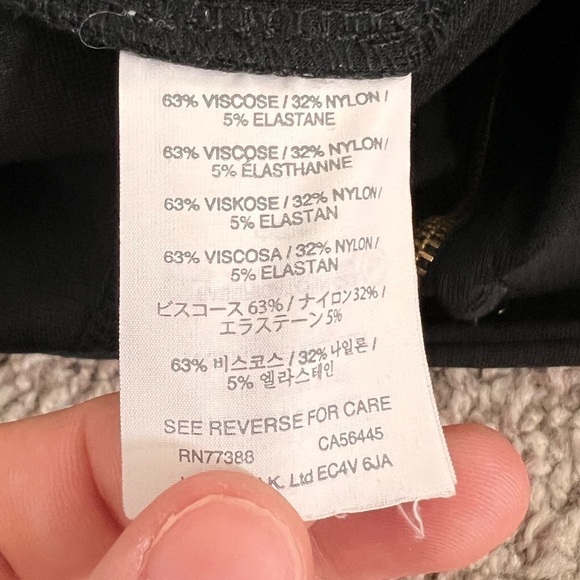 63% VISCOSE / 32% NYLON /
5% ELASTANE
63% VISCOSE / 32% NYLON /
5% ÉLASTHANNE
63% VISKOSE / 32% NYLON /
5% ELASTAN
63% VISCOSA / 32% NYLON /
5% ELASTAN
ビスコース 63% / ナイロン 32% /
エラステーン 5%
63% 비스코스 / 32% 나일론 /
5% 엘라스테인
SEE REVERSE FOR CARE
RN77388 CA56445
K. Ltd EC4V 6JA